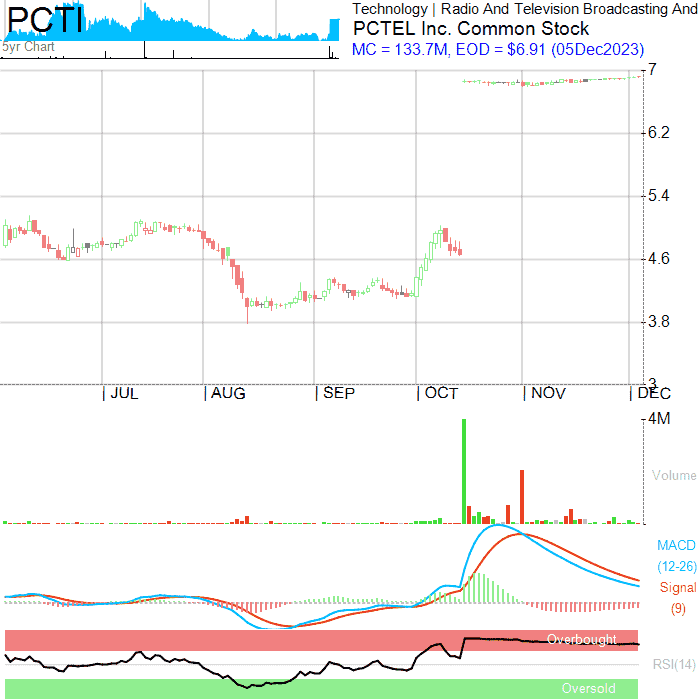 PCTI
5yr Chart
Technology | Radio And Television Broadcasting And
PCTEL Inc. Common Stock
MC = 133.7M, EOD = $6.91 (05Dec2023)
7
6.2
5.4
4.6
3.8
3
JUL
AUG
SEP
OCT
NOV
DEC
4M
Volume
MACD
(12-26)
Signal
(9)
Overbought
RSI(14)
Oversold